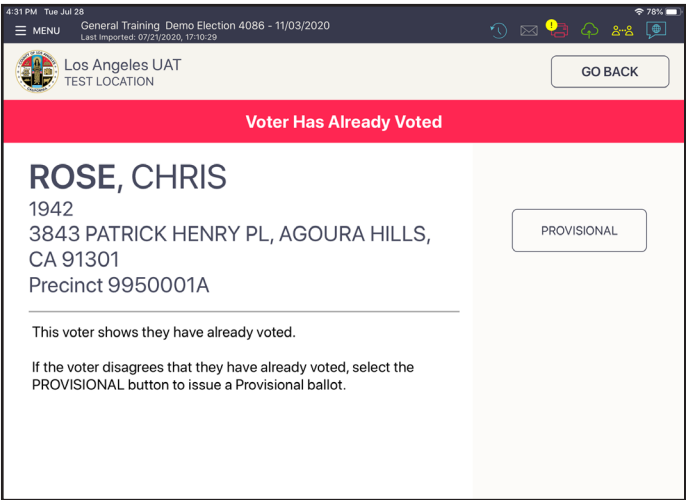 4:31 PM Tue Jul 28
78%
MENU
General Training Demo Election 4086 - 11/03/2020
Last Imported: 07/21/2020, 17:10:29
Los Angeles UAT
TEST LOCATION
GO BACK
Voter Has Already Voted
ROSE, CHRIS
1942
3843 PATRICK HENRY PL, AGOURA HILLS,
CA 91301
Precinct 9950001A
PROVISIONAL
This voter shows they have already voted.
If the voter disagrees that they have already voted, select the
PROVISIONAL button to issue a Provisional ballot.